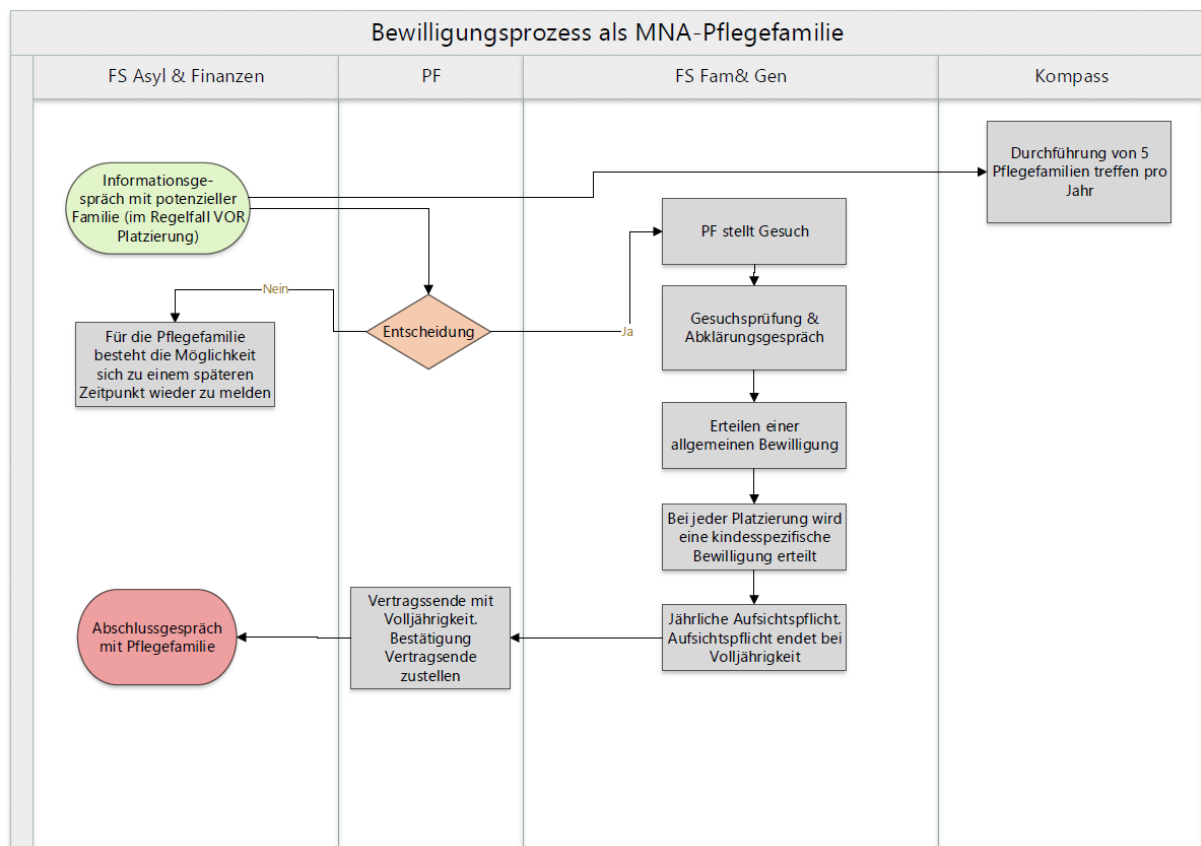 Bewilligungsprozess als MNA-Pflegefamilie
FS Asyl & Finanzen
PF
FS Fam& Gen
Kompass
Informationsge-
spräch mit potenzieller
Familie (im Regelfall VOR
Platzierung)
Durchführung von 5
Pflegefamilien treffen pro
Jahr
PF stellt Gesuch
Nein
Entscheidung
Ja
Für die Pflegefamilie
besteht die Möglichkeit
sich zu einem späteren
Zeitpunkt wieder zu melden
Gesuchsprüfung &
Abklärungsgespräch
Erteilen einer
allgemeinen Bewilligung
Bei jeder Platzierung wird
eine kindesspezifische
Bewilligung erteilt
Jährliche Aufsichtspflicht.
Aufsichtspflicht endet bei
Volljährigkeit
Vertragssende mit
Volljährigkeit.
Bestätigung
Vertragsende
zustellen
Abschlussgespräch
mit Pflegefamilie